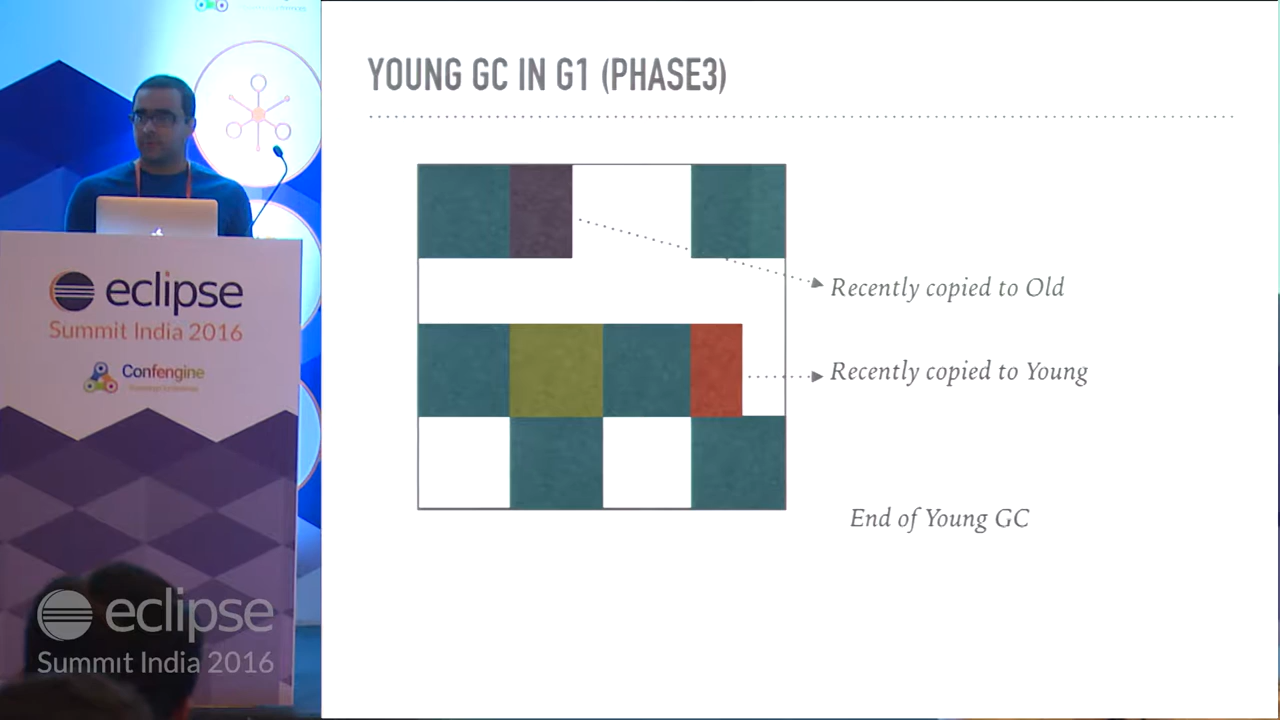 YOUNG GC IN G1 (PHASE3)
Recently copied to Old
Recently copied to Young
End of Young GC
eclipse
Summit India 2016
Confengine
eclipse
Summit India 2016